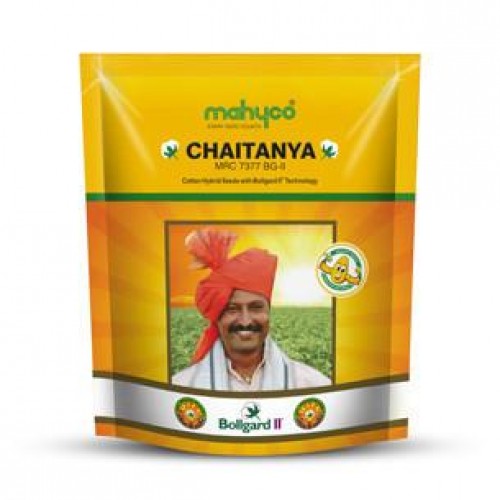 mahyco
CHAITANYA
MRC 7377 BG-II
Cotton Hybrid Seeds with Bollgard II Technology
Bollgard II